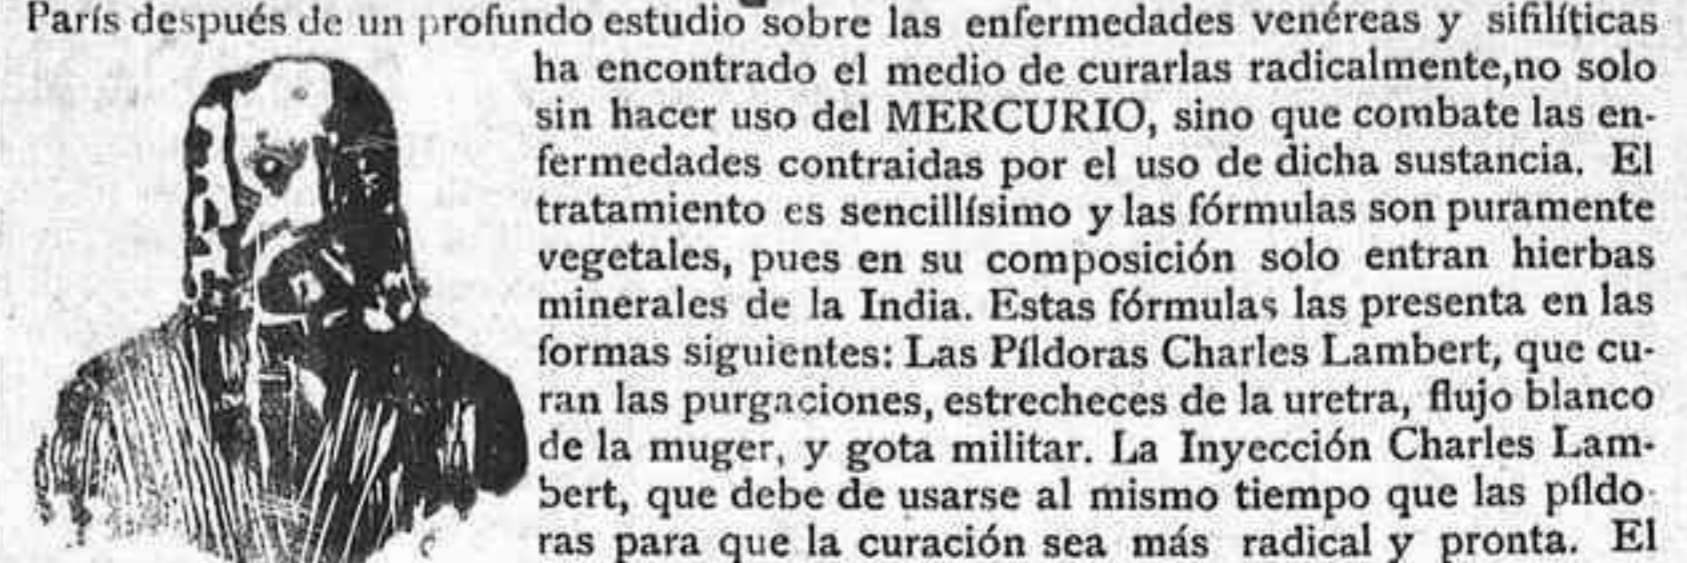 París después de un profundo estudio sobre las enfermedades venéreas y sifilíticas
ha encontrado el medio de curarlas radicalmente,no solo
sin hacer uso del MERCURIO, sino que combate las en-
fermedades contraidas por el uso de dicha sustancia. El
tratamiento es sencillísimo y las fórmulas son puramente
vegetales, pues en su composición solo entran hierbas
minerales de la India. Estas fórmulas las presenta en las
formas siguientes: Las Píldoras Charles Lambert, que cu-
ran las purgaciones, estrecheces de la uretra, flujo blanco
de la muger, y gota militar. La Inyección Charles Lam-
bert, que debe de usarse al mismo tiempo que las píldo-
ras para que la curación sea más radical y pronta. El